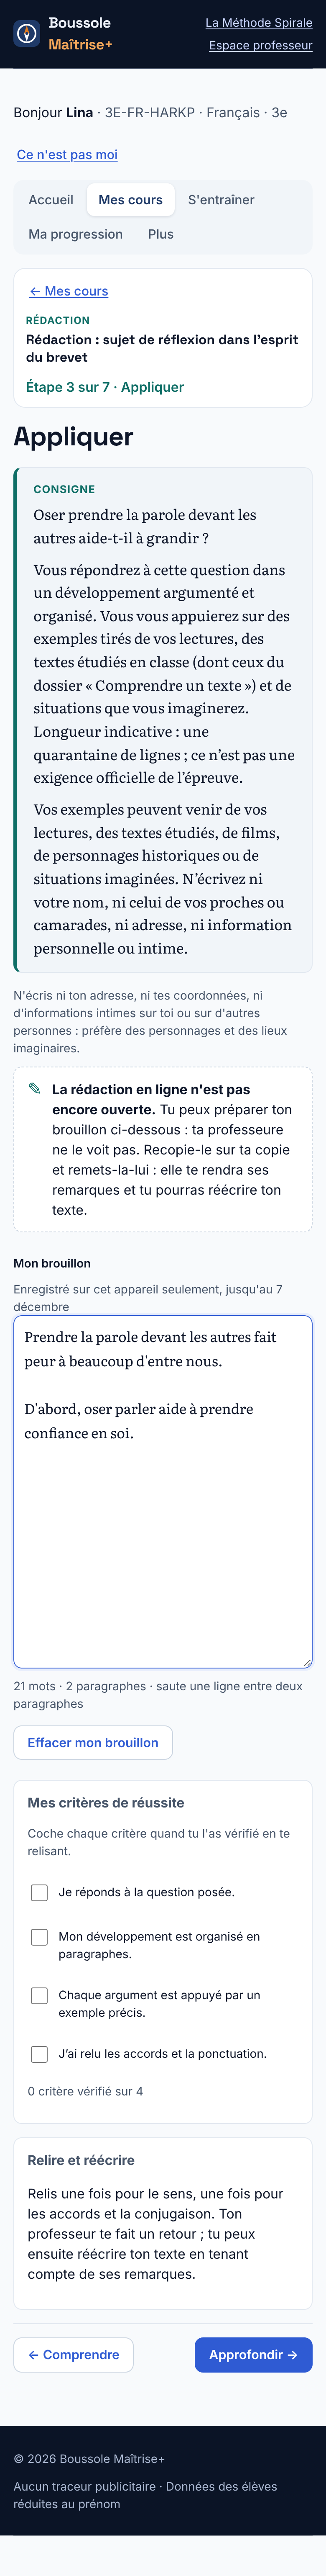 Boussole
Maîtrise+
La Méthode Spirale
Espace professeur
Bonjour Lina · 3E-FR-HARKP · Français · 3e
Ce n'est pas moi
Accueil
Mes cours
S'entraîner
Ma progression
Plus
← Mes cours
RÉDACTION
Rédaction : sujet de réflexion dans l'esprit
du brevet
Étape 3 sur 7 · Appliquer
Appliquer
CONSIGNE
Oser prendre la parole devant les
autres aide-t-il à grandir ?
Vous répondrez à cette question dans
un développement argumenté et
organisé. Vous vous appuierez sur des
exemples tirés de vos lectures, des
textes étudiés en classe (dont ceux du
dossier « Comprendre un texte ») et de
situations que vous imaginerez.
Longueur indicative : une
quarantaine de lignes ; ce n'est pas une
exigence officielle de l'épreuve.
Vos exemples peuvent venir de vos
lectures, des textes étudiés, de films,
de personnages historiques ou de
situations imaginées. N'écrivez ni
votre nom, ni celui de vos proches ou
camarades, ni adresse, ni information
personnelle ou intime.
N'écris ni ton adresse, ni tes coordonnées, ni
d'informations intimes sur toi ou sur d'autres
personnes : préfère des personnages et des lieux
imaginaires.
✎ La rédaction en ligne n'est pas
encore ouverte. Tu peux préparer ton
brouillon ci-dessous : ta professeure
ne le voit pas. Recopie-le sur ta copie
et remets-la-lui : elle te rendra ses
remarques et tu pourras réécrire ton
texte.
Mon brouillon
Enregistré sur cet appareil seulement, jusqu'au 7
décembre
Prendre la parole devant les autres fait
peur à beaucoup d'entre nous.
D'abord, oser parler aide à prendre
confiance en soi.
21 mots · 2 paragraphes · saute une ligne entre deux
paragraphes
Effacer mon brouillon
Mes critères de réussite
Coche chaque critère quand tu l'as vérifié en te
relisant.
Je réponds à la question posée.
Mon développement est organisé en
paragraphes.
Chaque argument est appuyé par un
exemple précis.
J'ai relu les accords et la ponctuation.
0 critère vérifié sur 4
Relire et réécrire
Relis une fois pour le sens, une fois pour
les accords et la conjugaison. Ton
professeur te fait un retour ; tu peux
ensuite réécrire ton texte en tenant
compte de ses remarques.
← Comprendre
Approfondir →
© 2026 Boussole Maîtrise+
Aucun traceur publicitaire · Données des élèves
réduites au prénom